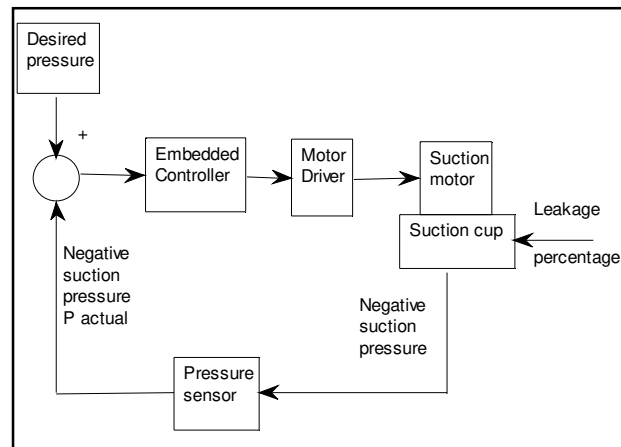 Desired
pressure
+
Embedded
Controller
Motor
Driver
Suction
motor
Suction cup
Leakage
percentage
Negative
suction
pressure
P actual
Negative
suction
pressure
Pressure
sensor